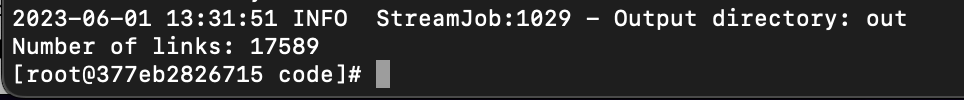 2023-06-01 13:31:51 INFO  StreamJob:1029 - Output directory: out
Number of links: 17589
[root@377eb2826715 code]#